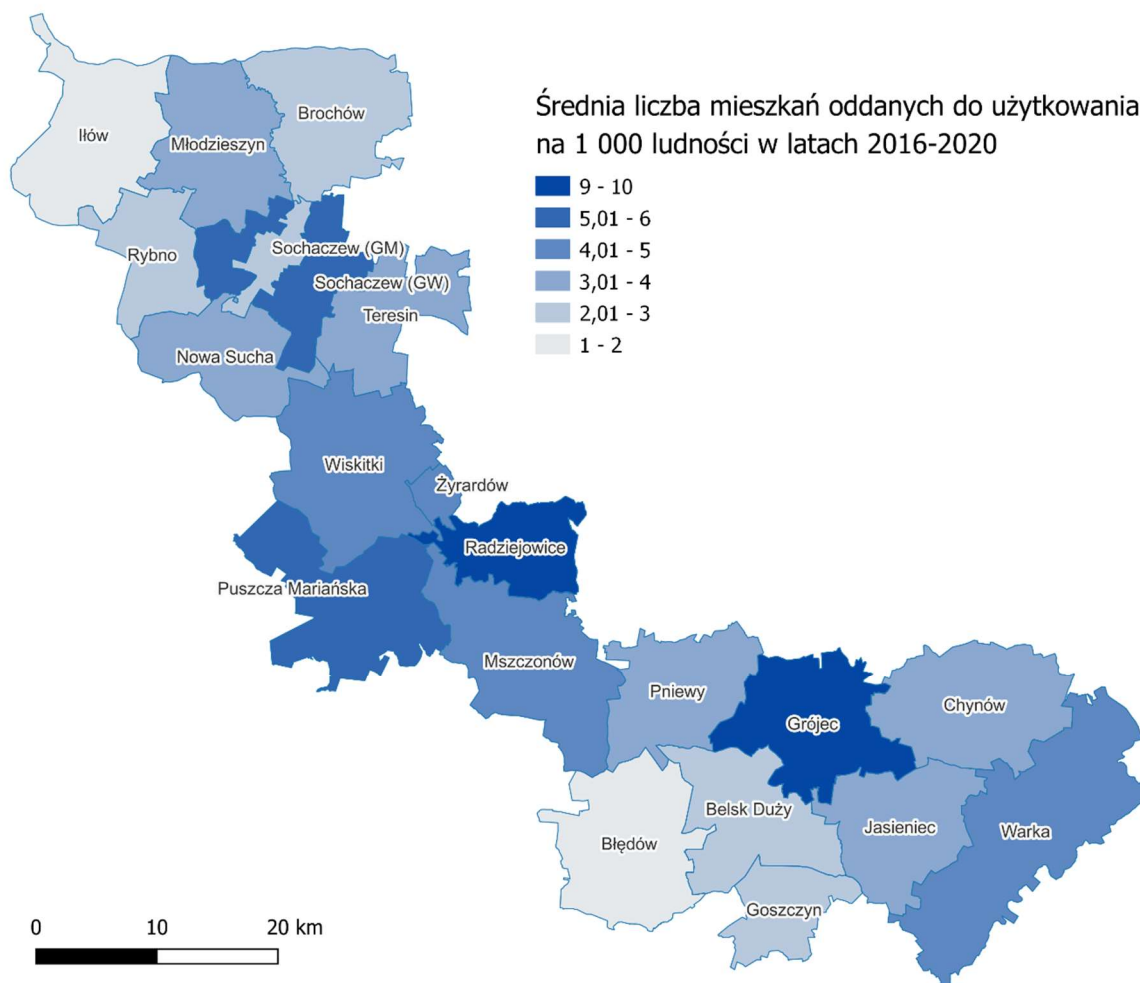 Średnia liczba mieszkań oddanych do użytkowania
na 1 000 ludności w latach 2016-2020
9 - 10
5,01 - 6
4,01 - 5
3,01 - 4
2,01 - 3
1 - 2
Iłów
Młodzieszyn
Brochów
Rybno
Sochaczew (GM)
Sochaczew (GW)
Teresin
Nowa Sucha
Wiskitki
Żyrardów
Radziejowice
Puszcza Mariańska
Mszczonów
Pniewy
Grójec
Chynów
Belsk Duży
Jasieniec
Warka
Błędów
Goszczyn
0 10 20 km